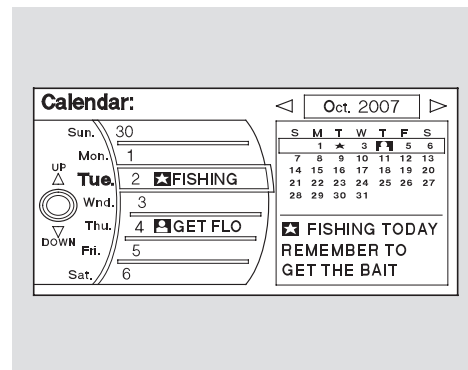 Calendar:
Oct. 2007
Sun. 30
Mon. 1
UP
Tue. 2 FISHING
Wnd. 3
Thu. 4 GET FLO
DOWN
Fri. 5
Sat. 6
S M T W T F S
1 ★ 3 5 6
7 8 9 10 11 12 13
14 15 16 17 18 19 20
21 22 23 24 25 26 27
28 29 30 31
FISHING TODAY
REMEMBER TO
GET THE BAIT